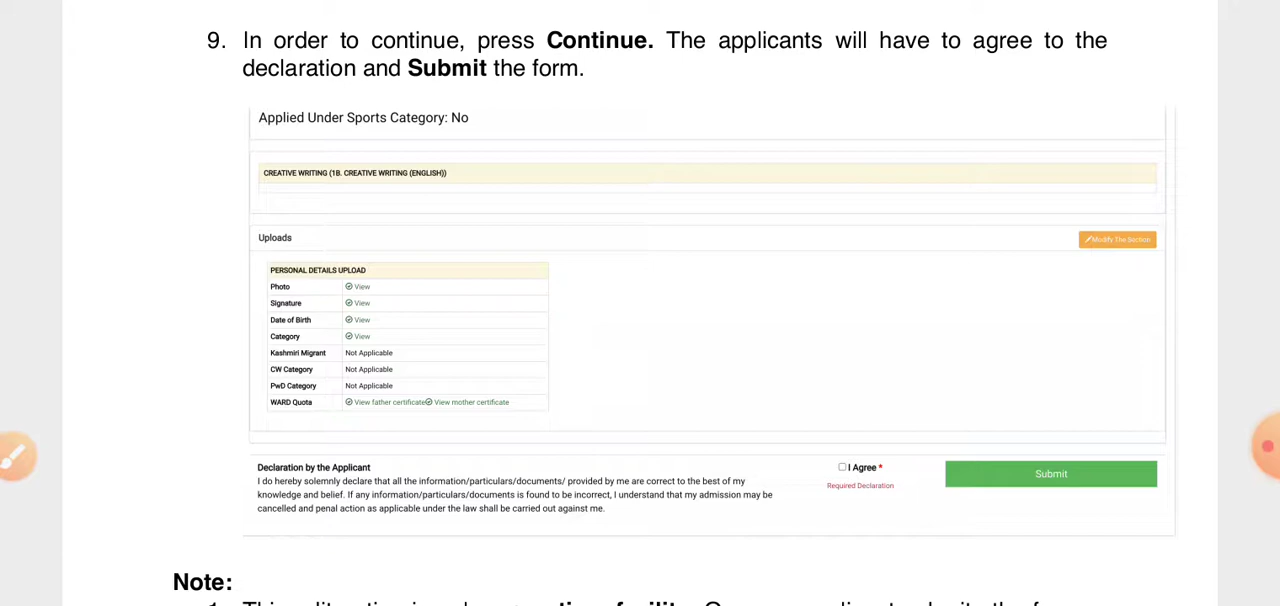 9. In order to continue, press Continue. The applicants will have to agree to the
declaration and Submit the form.
Applied Under Sports Category: No
CREATIVE WRITING (1B. CREATIVE WRITING (ENGLISH))
Uploads
Modify The Section
PERSONAL DETAILS UPLOAD
Photo View
Signature View
Date of Birth View
Category View
Kashmiri Migrant Not Applicable
CW Category Not Applicable
PwD Category Not Applicable
WARD Quota View father certificate View mother certificate
Declaration by the Applicant
I do hereby solemnly declare that all the information/particulars/documents/ provided by me are correct to the best of my
knowledge and belief. If any information/particulars/documents is found to be incorrect, I understand that my admission may be
cancelled and penal action as applicable under the law shall be carried out against me.
I Agree *
Required Declaration
Submit
Note: